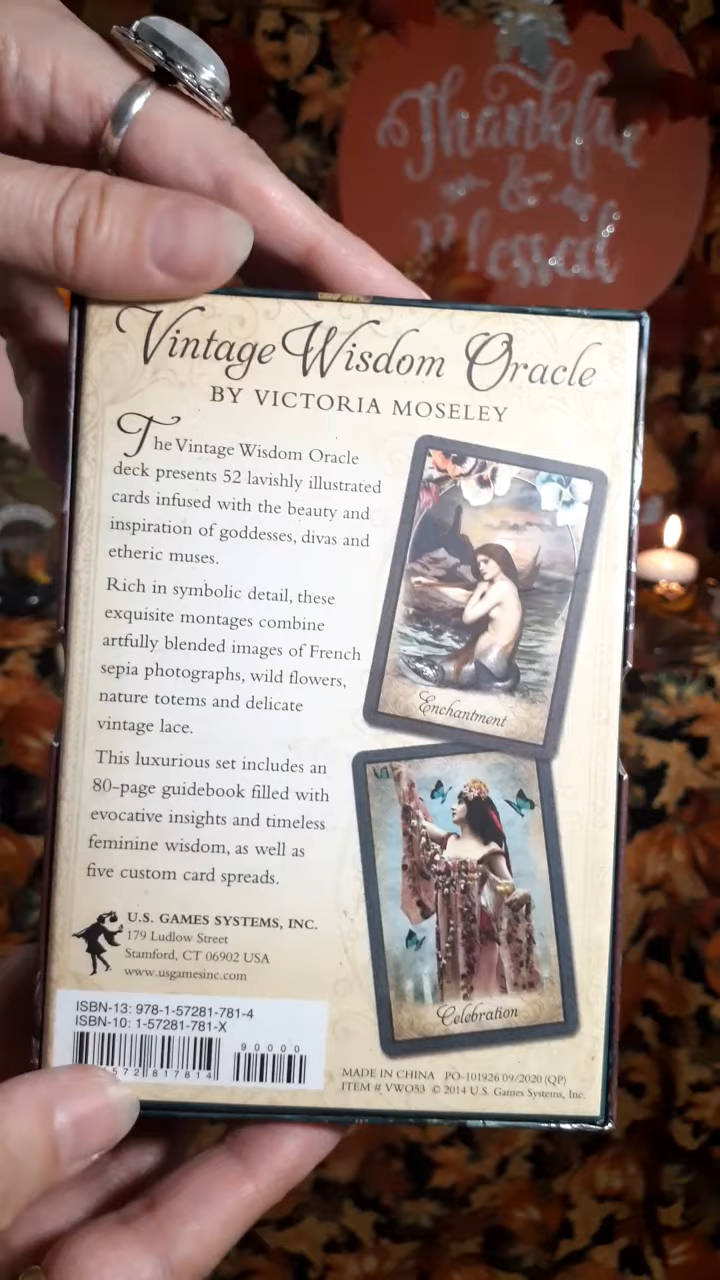 Thankful
&
Blessed
Vintage Wisdom Oracle
BY VICTORIA MOSELEY
The Vintage Wisdom Oracle
deck presents 52 lavishly illustrated
cards infused with the beauty and
inspiration of goddesses, divas and
etheric muses.
Rich in symbolic detail, these
exquisite montages combine
artfully blended images of French
sepia photographs, wild flowers,
nature totems and delicate
vintage lace.
This luxurious set includes an
80-page guidebook filled with
evocative insights and timeless
feminine wisdom, as well as
five custom card spreads.
Enchantment
Celebration
U.S. GAMES SYSTEMS, INC.
179 Ludlow Street
Stamford, CT 06902 USA
www.usgamesinc.com
ISBN-13: 978-1-57281-781-4
ISBN-10: 1-57281-781-X
90000
572817814
MADE IN CHINA PO-101926 09/2020 (QP)
ITEM # VWO53 © 2014 U.S. Games Systems, Inc.